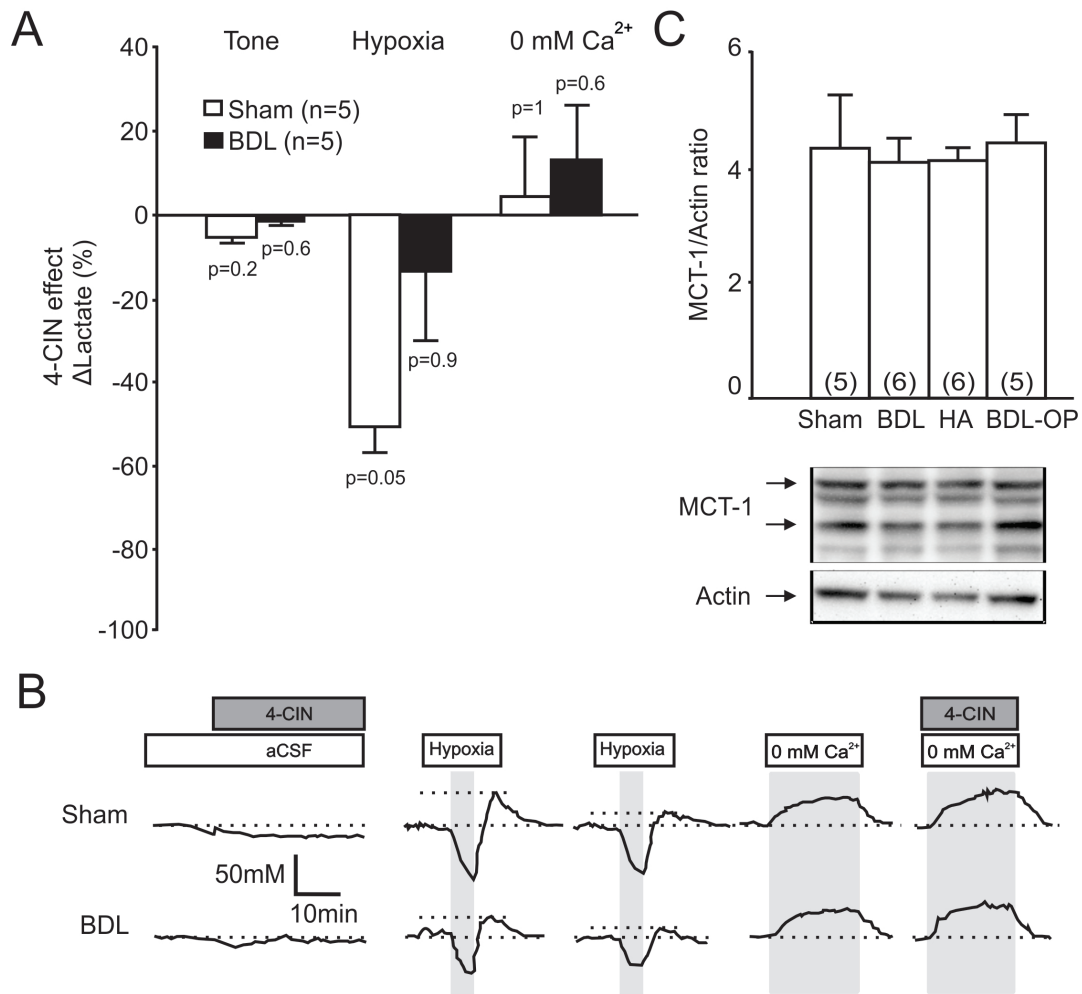 A
Tone Hypoxia 0 mM Ca²⁺
Sham (n=5)
BDL (n=5)
40
20
0
-20
-40
-60
-80
-100
4-CIN effect
ΔLactate (%)
p=0.2
p=0.6
p=0.05
p=0.9
p=1
p=0.6
C
6
4
2
0
MCT-1/Actin ratio
(5) (6) (6) (5)
Sham BDL HA BDL-OP
MCT-1
Actin
B
4-CIN
aCSF
Hypoxia
Hypoxia
0 mM Ca²⁺
4-CIN
0 mM Ca²⁺
Sham
50mM
10min
BDL